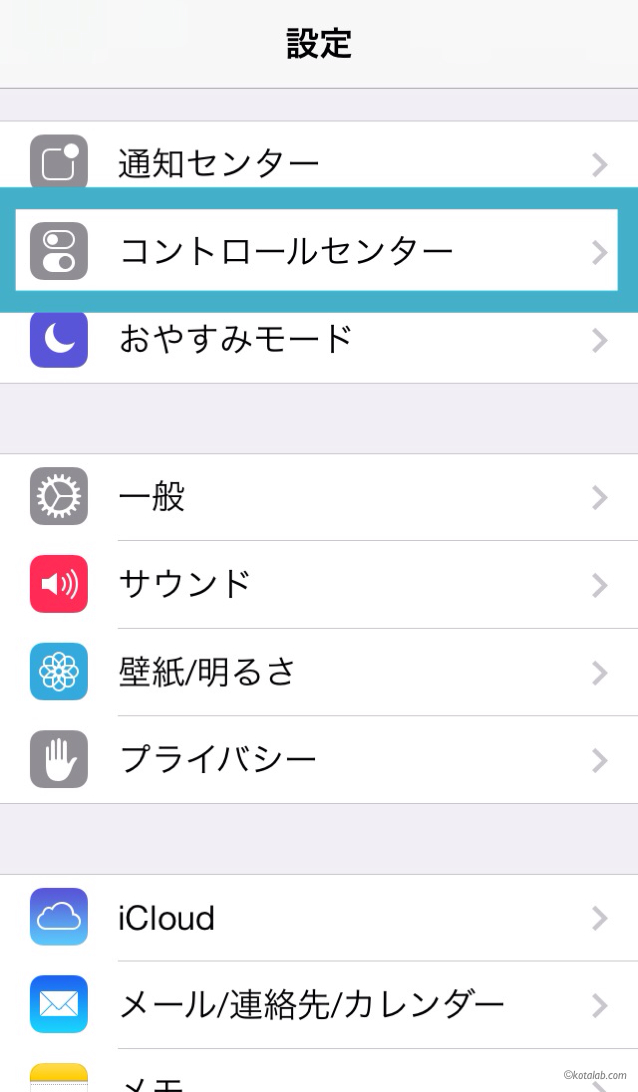 設定
通知センター
コントロールセンター
おやすみモード
一般
サウンド
壁紙/明るさ
プライバシー
iCloud
メール/連絡先/カレンダー
メモ
©kotalab.com